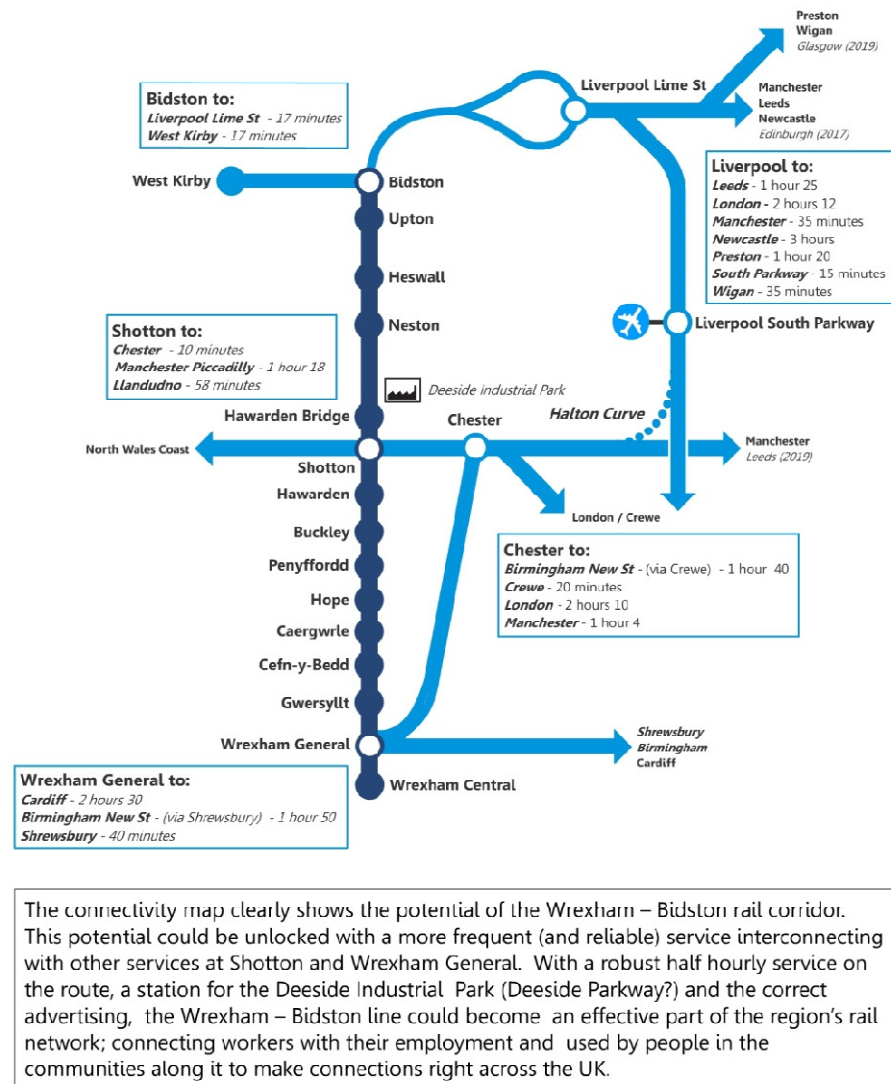 Preston
Wigan
Glasgow (2019)
Liverpool Lime St
Manchester
Leeds
Newcastle
Edinburgh (2017)
Bidston to:
Liverpool Lime St - 17 minutes
West Kirby - 17 minutes
West Kirby
Bidston
Upton
Heswall
Neston
Liverpool to:
Leeds - 1 hour 25
London - 2 hours 12
Manchester - 35 minutes
Newcastle - 3 hours
Preston - 1 hour 20
South Parkway - 15 minutes
Wigan - 35 minutes
Liverpool South Parkway
Shotton to:
Chester - 10 minutes
Manchester Piccadilly - 1 hour 18
Llandudno - 58 minutes
Deeside Industrial Park
Hawarden Bridge
Chester
Halton Curve
North Wales Coast
Shotton
Manchester
Leeds (2019)
Hawarden
Buckley
Penyffordd
Hope
Caergwrle
Cefn-y-Bedd
Gwersyllt
London / Crewe
Chester to:
Birmingham New St - (via Crewe) - 1 hour 40
Crewe - 20 minutes
London - 2 hours 10
Manchester - 1 hour 4
Wrexham General
Shrewsbury
Birmingham
Cardiff
Wrexham Central
Wrexham General to:
Cardiff - 2 hours 30
Birmingham New St - (via Shrewsbury) - 1 hour 50
Shrewsbury - 40 minutes
The connectivity map clearly shows the potential of the Wrexham – Bidston rail corridor.
This potential could be unlocked with a more frequent (and reliable) service interconnecting
with other services at Shotton and Wrexham General. With a robust half hourly service on
the route, a station for the Deeside Industrial Park (Deeside Parkway?) and the correct
advertising, the Wrexham – Bidston line could become an effective part of the region's rail
network; connecting workers with their employment and used by people in the
communities along it to make connections right across the UK.